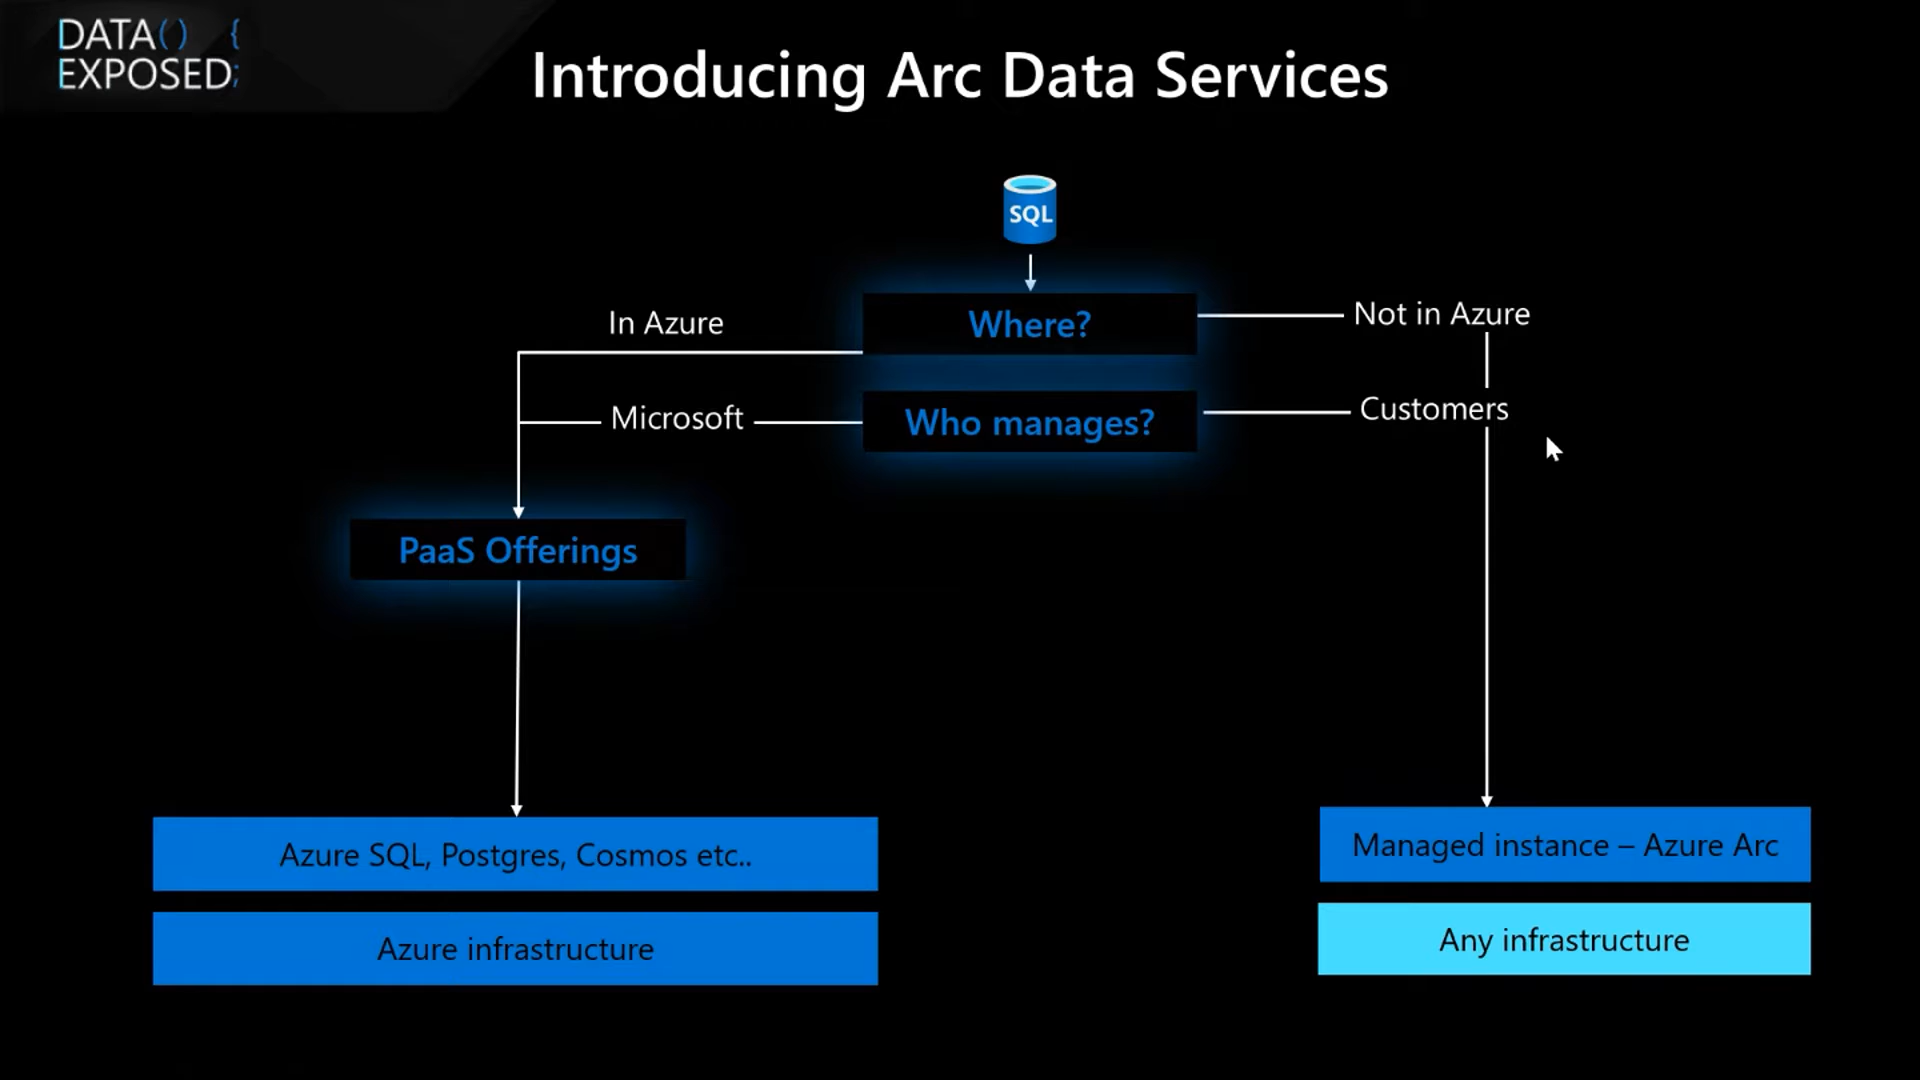 DATA() {
EXPOSED;
Introducing Arc Data Services
SQL
In Azure
Where?
Not in Azure
Microsoft
Who manages?
Customers
PaaS Offerings
Azure SQL, Postgres, Cosmos etc..
Managed instance – Azure Arc
Azure infrastructure
Any infrastructure